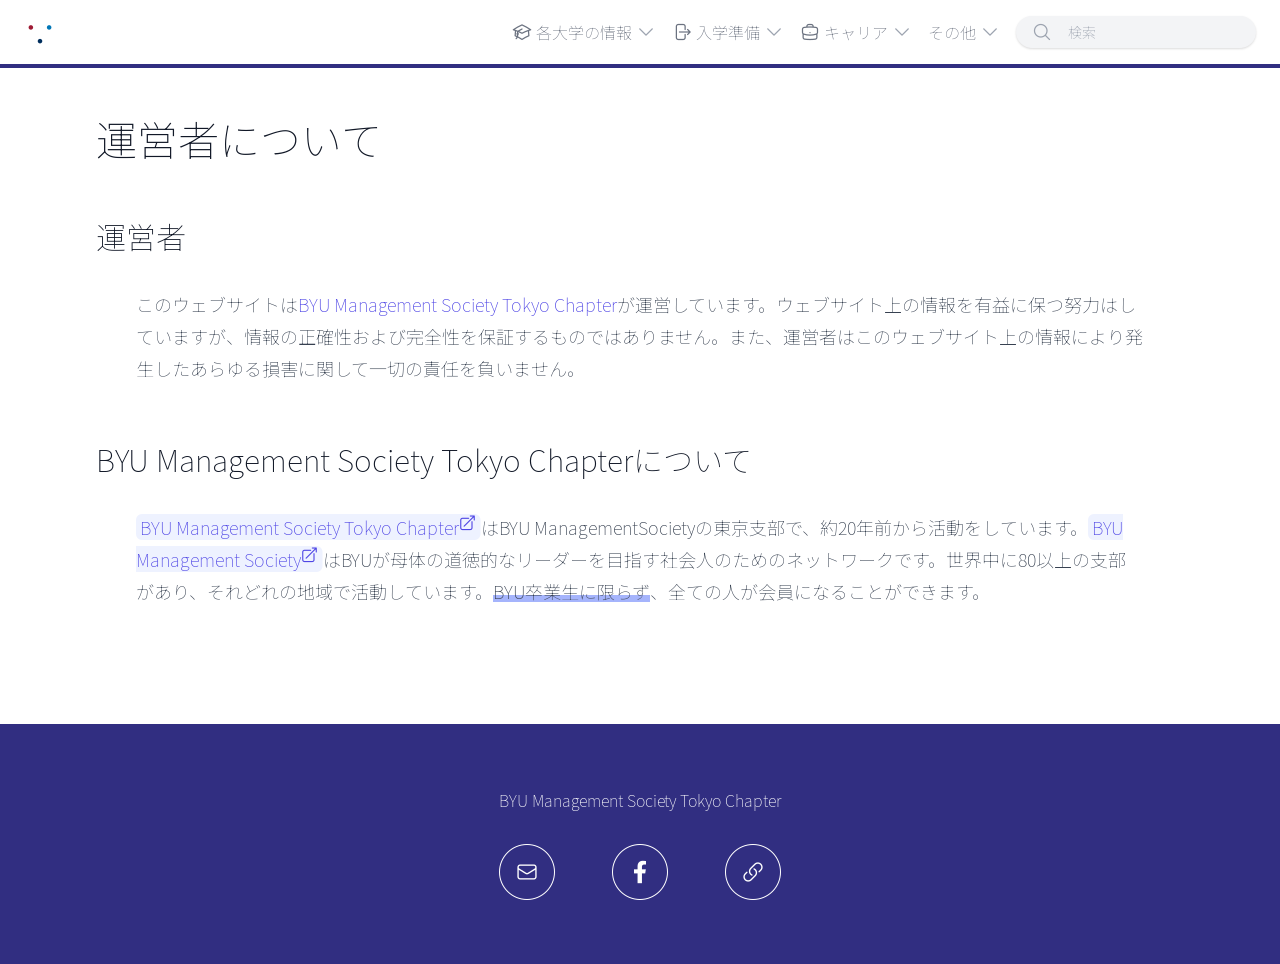 各大学の情報 入学準備 キャリア その他 検索
運営者について
運営者
このウェブサイトはBYU Management Society Tokyo Chapterが運営しています。ウェブサイト上の情報を有益に保つ努力はし
ていますが、情報の正確性および完全性を保証するものではありません。また、運営者はこのウェブサイト上の情報により発
生したあらゆる損害に関して一切の責任を負いません。
BYU Management Society Tokyo Chapterについて
BYU Management Society Tokyo ChapterはBYU ManagementSocietyの東京支部で、約20年前から活動をしています。BYU
Management SocietyはBYUが母体の道徳的なリーダーを目指す社会人のためのネットワークです。世界中に80以上の支部
があり、それぞれの地域で活動しています。BYU卒業生に限らず、全ての人が会員になることができます。
BYU Management Society Tokyo Chapter